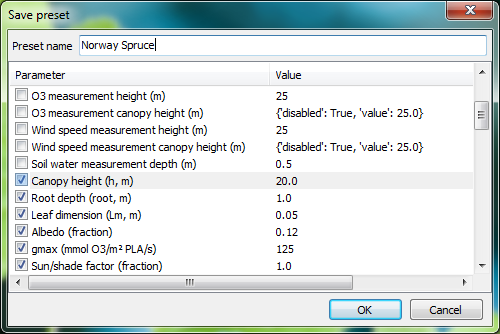 Save preset
Preset name Norway Spruce
Parameter Value
O3 measurement height (m) 25
O3 measurement canopy height (m) {'disabled': True, 'value': 25.0}
Wind speed measurement height (m) 25
Wind speed measurement canopy height (m) {'disabled': True, 'value': 25.0}
Soil water measurement depth (m) 0.5
Canopy height (h, m) 20.0
Root depth (root, m) 1.0
Leaf dimension (Lm, m) 0.05
Albedo (fraction) 0.12
gmax (mmol O3/m² PLA/s) 125
Sun/shade factor (fraction) 1.0
OK Cancel